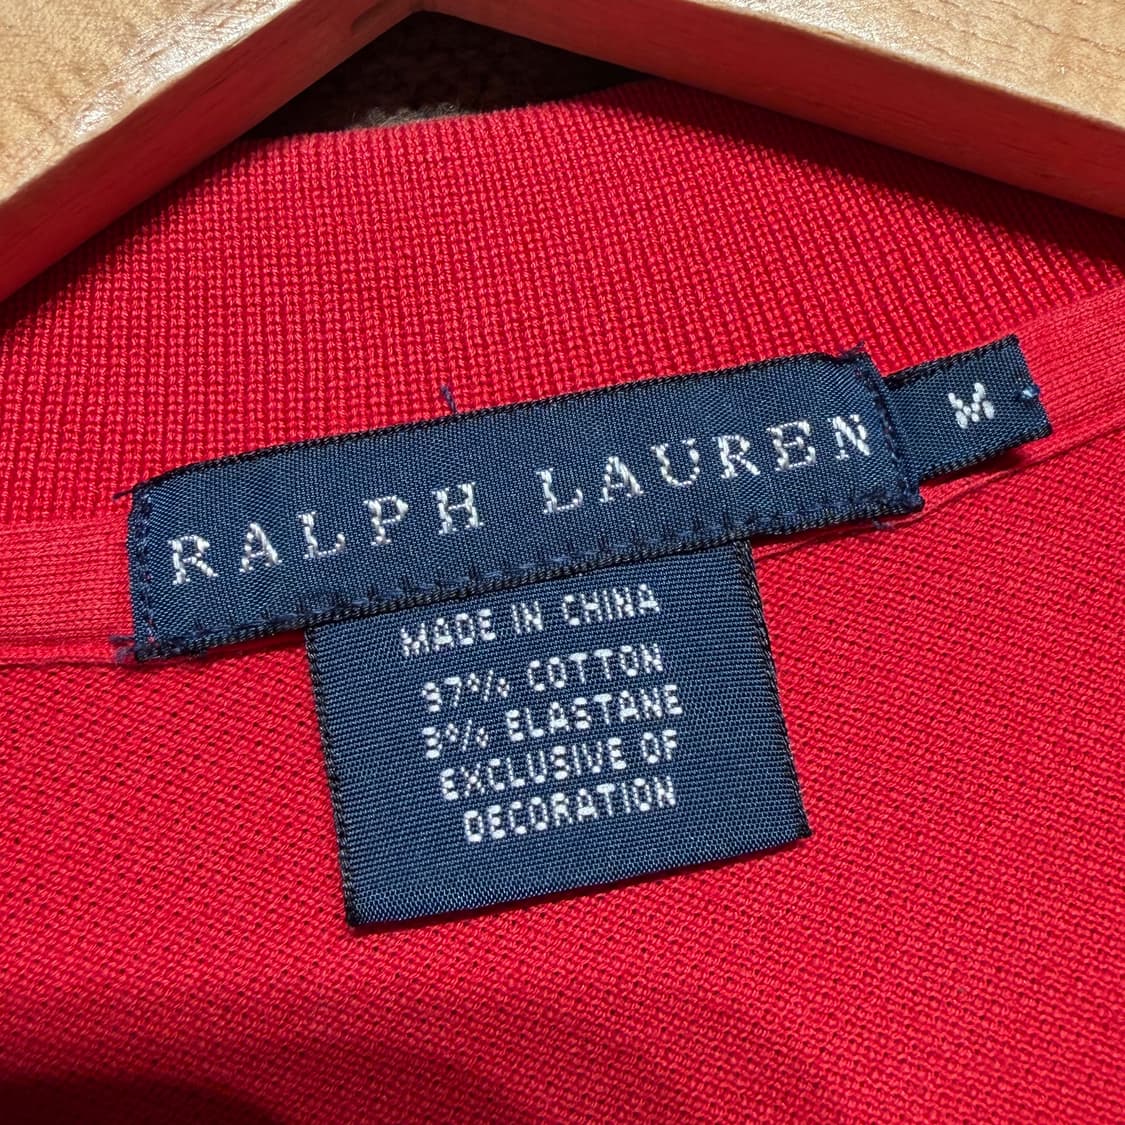 RALPH LAUREN
M
MADE IN CHINA
97% COTTON
3% ELASTANE
EXCLUSIVE OF
DECORATION